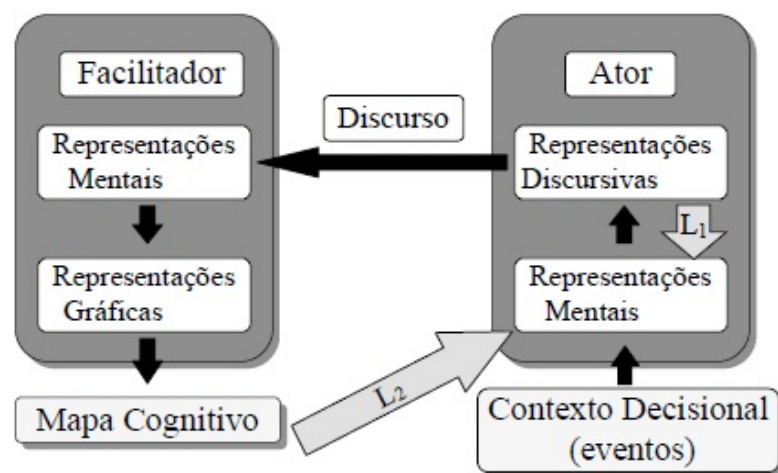 Facilitador
Representações
Mentais
Representações
Gráficas
Mapa Cognitivo
Discurso
L₂
Ator
Representações
Discursivas
L₁
Representações
Mentais
Contexto Decisional
(eventos)